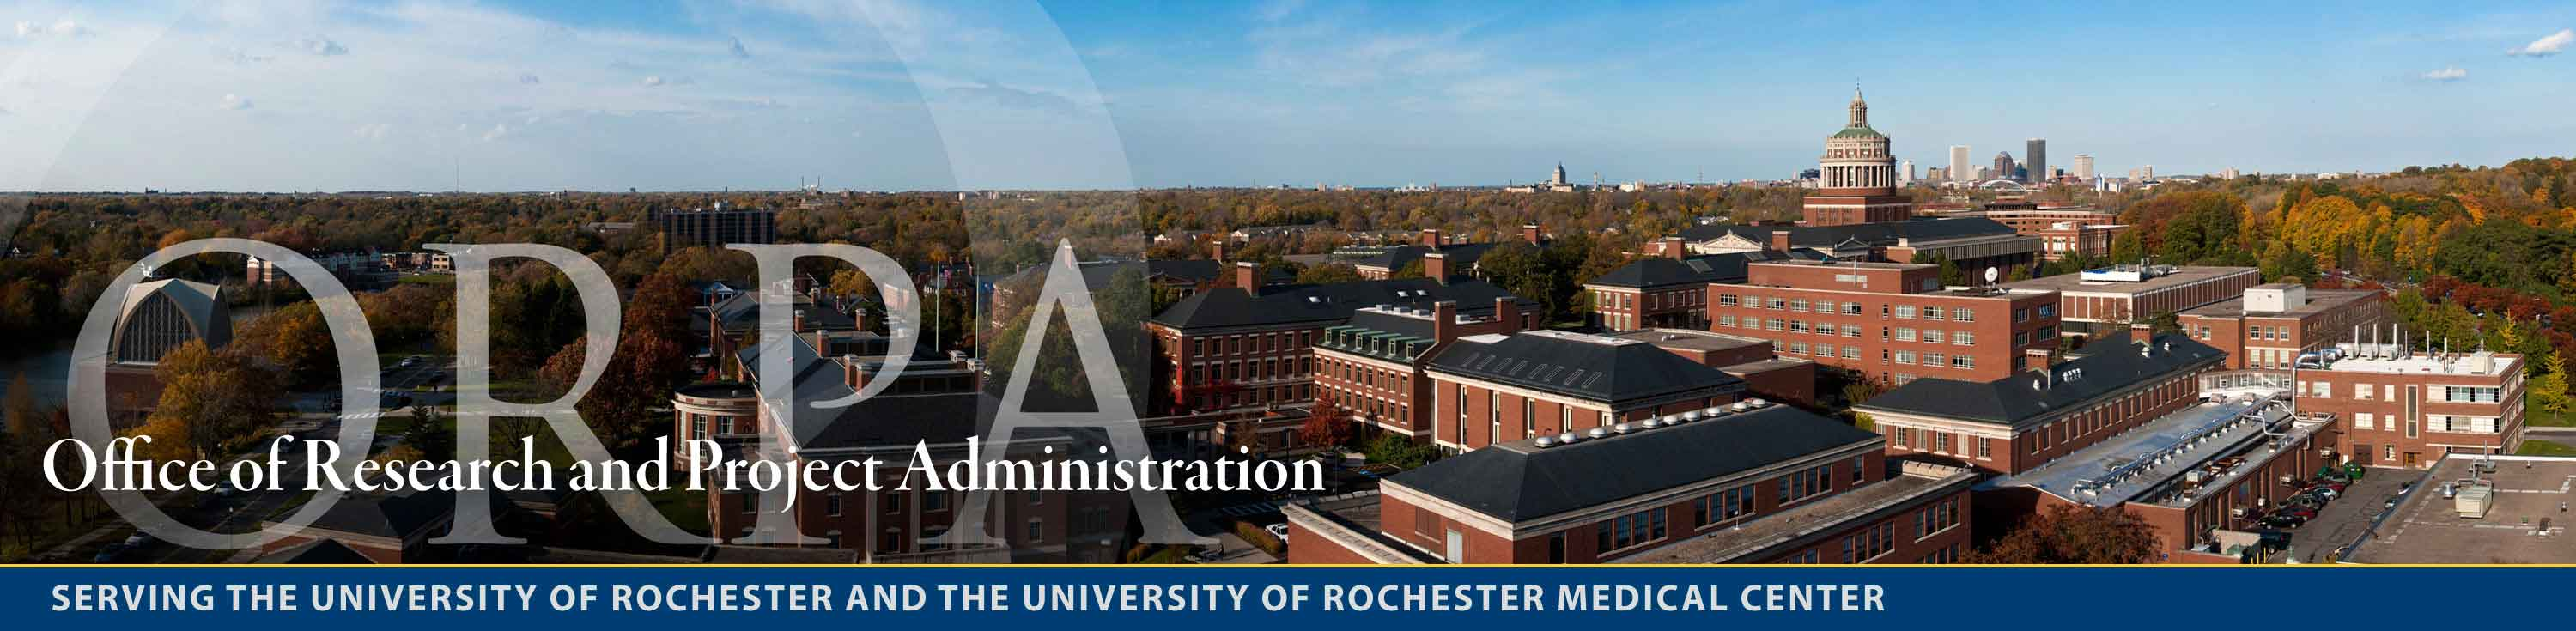 ORPA
Office of Research and Project Administration
SERVING THE UNIVERSITY OF ROCHESTER AND THE UNIVERSITY OF ROCHESTER MEDICAL CENTER